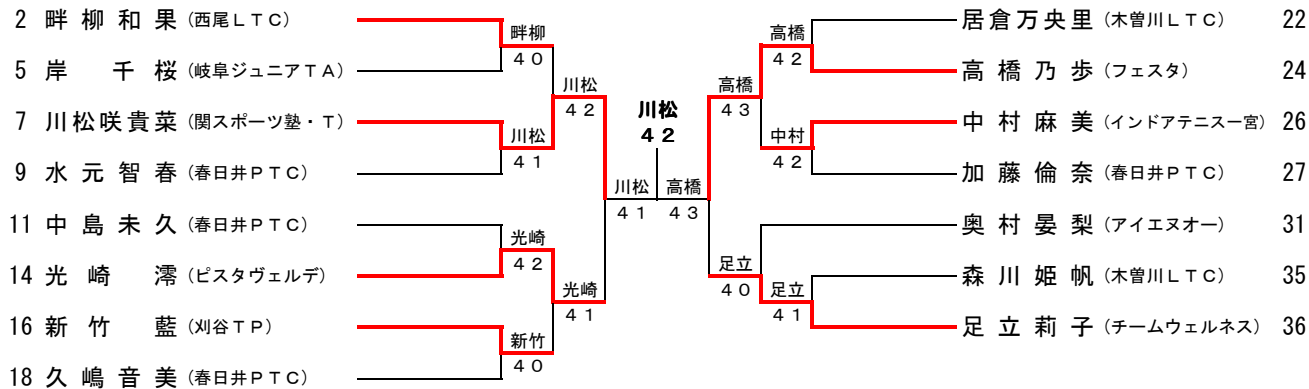 2 畔 柳 和 果 (西尾ＬＴＣ)
5 岸 千 桜 (岐阜ジュニアＴＡ)
7 川松咲貴菜 (関スポーツ塾・Ｔ)
9 水 元 智 春 (春日井ＰＴＣ)
11 中 島 未 久 (春日井ＰＴＣ)
14 光 崎 澪 (ピスタヴェルデ)
16 新 竹 藍 (刈谷ＴＰ)
18 久 嶋 音 美 (春日井ＰＴＣ)
畔柳
４０
川松
４１
光崎
４２
新竹
４０
川松
４２
光崎
４１
川松
４１
川松
４２
高橋
４３
高橋
４３
足立
４０
高橋
４２
中村
４２
足立
４１
居倉万央里 (木曽川ＬＴＣ) 22
高 橋 乃 歩 (フェスタ) 24
中 村 麻 美 (インドアテニス一宮) 26
加 藤 倫 奈 (春日井ＰＴＣ) 27
奥 村 晏 梨 (アイエヌオー) 31
森 川 姫 帆 (木曽川ＬＴＣ) 35
足 立 莉 子 (チームウェルネス) 36